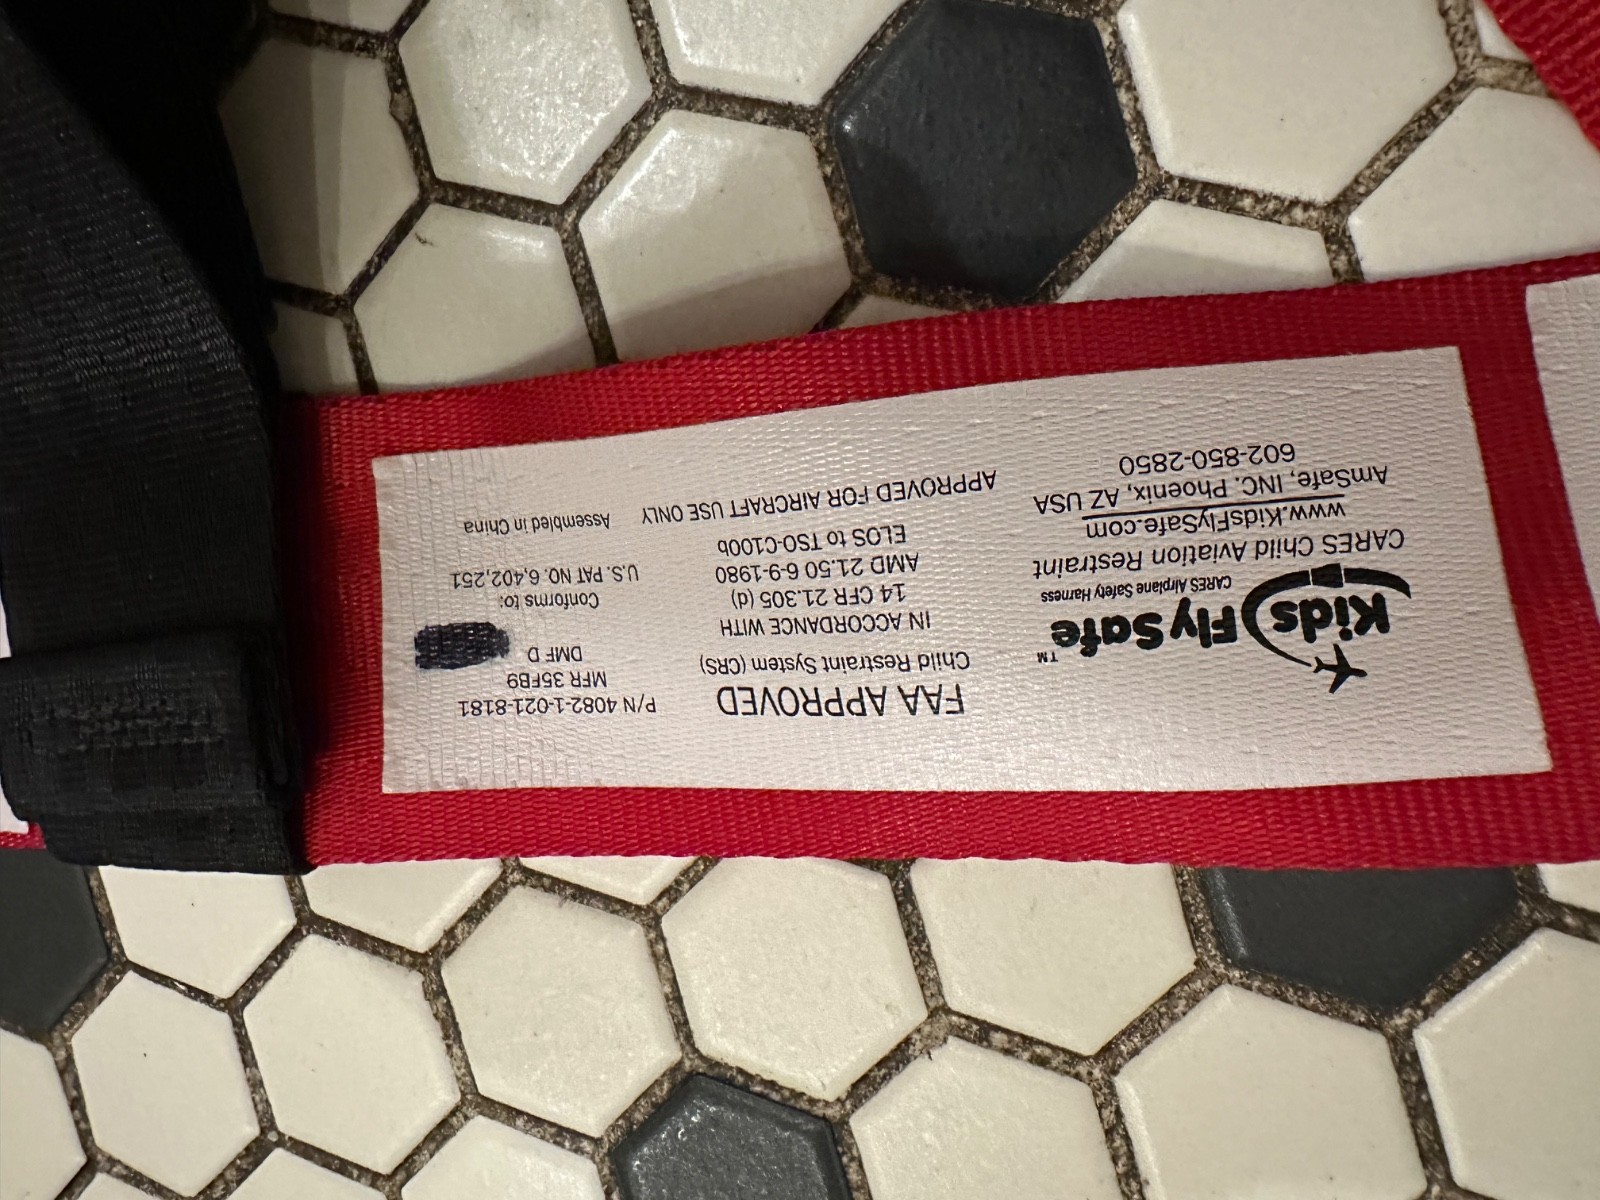 Kids Fly Safe™
CARES Airplane Safety Harness
CARES Child Aviation Restraint
www.KidsFlySafe.com
AmSafe, INC. Phoenix, AZ USA
602-850-2850
FAA APPROVED
Child Restraint System (CRS)
IN ACCORDANCE WITH
14 CFR 21.305 (d)
AMD 21.50 6-9-1980
ELOS to TSO-C100b
APPROVED FOR AIRCRAFT USE ONLY
P/N 4082-1-021-8181
MFR 35FB9
DMF D
Conforms to:
U.S. PAT NO. 6,402,251
Assembled in China